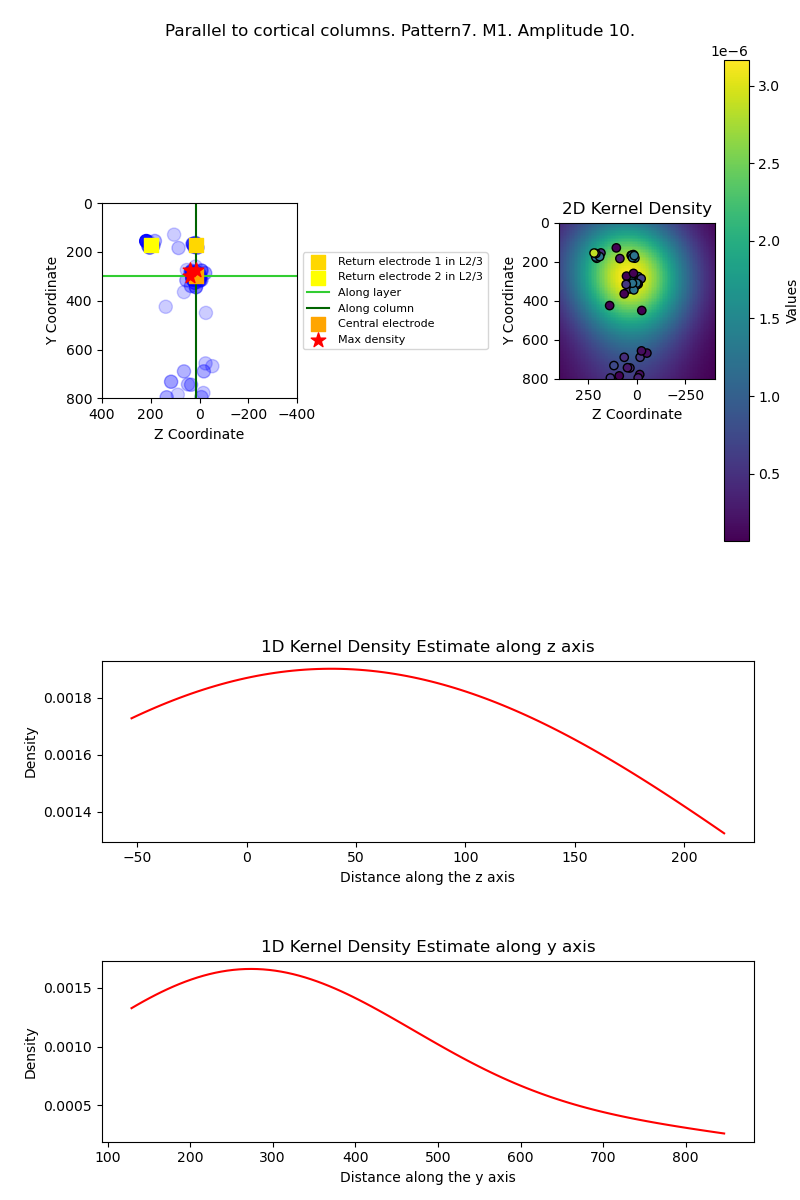 Parallel to cortical columns. Pattern7. M1. Amplitude 10.
1e−6
0
200
400
600
800
Y Coordinate
400
200
0
−200
−400
Z Coordinate
Return electrode 1 in L2/3
Return electrode 2 in L2/3
Along layer
Along column
Central electrode
Max density
2D Kernel Density
0
200
400
600
800
Y Coordinate
250
0
−250
Z Coordinate
3.0
2.5
2.0
1.5
1.0
0.5
Values
1D Kernel Density Estimate along z axis
0.0018
0.0016
0.0014
Density
−50
0
50
100
150
200
Distance along the z axis
1D Kernel Density Estimate along y axis
0.0015
0.0010
0.0005
Density
100
200
300
400
500
600
700
800
Distance along the y axis